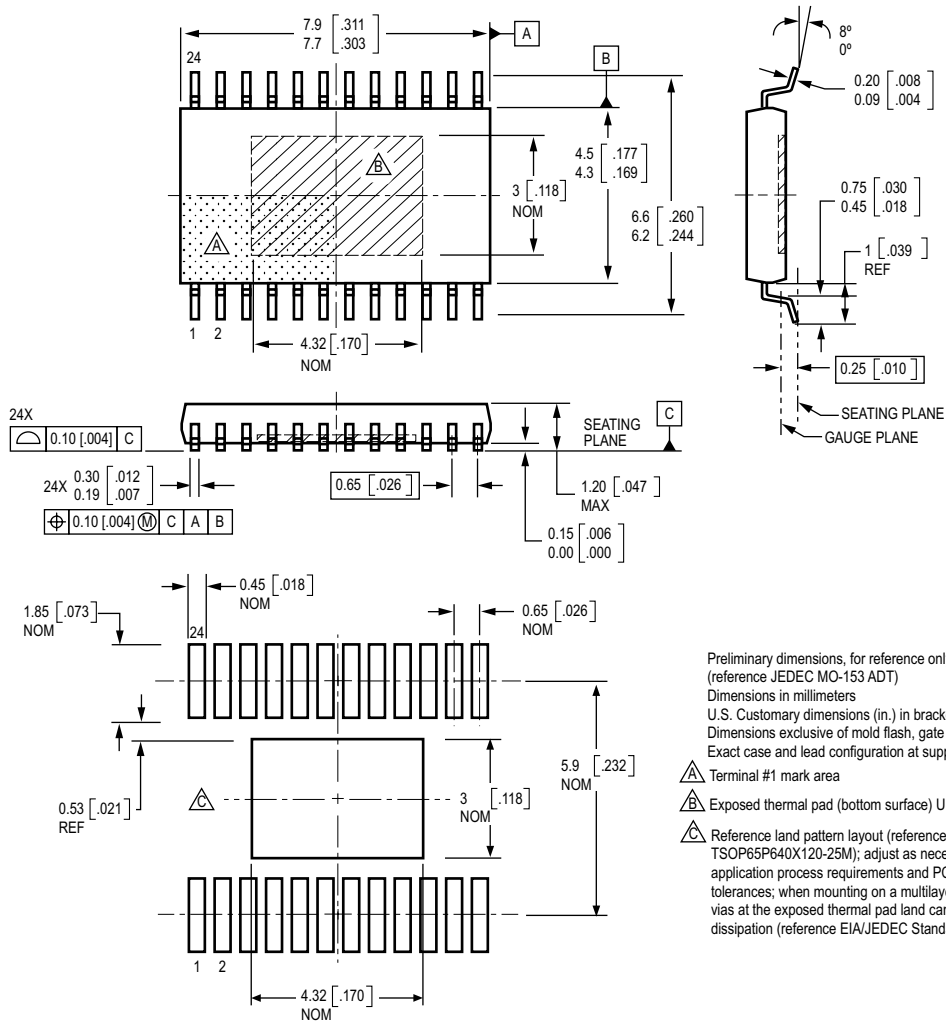 7.9 [.311
7.7 .303]
A
24
B
8º
0º
0.20 [.008
0.09 .004]
B
4.5 [.177
4.3 .169]
3 [.118]
NOM
6.6 [.260
6.2 .244]
0.75 [.030
0.45 .018]
1 [.039]
REF
A
1 2
4.32 [.170]
NOM
0.25 [.010]
SEATING PLANE
GAUGE PLANE
24X
0.10 [.004] C
SEATING
PLANE
C
24X 0.30 [.012
0.19 .007]
0.10 [.004] M C A B
0.65 [.026]
1.20 [.047]
MAX
0.15 [.006
0.00 .000]
0.45 [.018]
NOM
1.85 [.073]
NOM
24
0.65 [.026]
NOM
5.9 [.232]
NOM
0.53 [.021]
REF
C
3 [.118]
NOM
1 2
4.32 [.170]
NOM
Preliminary dimensions, for reference onl
(reference JEDEC MO-153 ADT)
Dimensions in millimeters
U.S. Customary dimensions (in.) in brack
Dimensions exclusive of mold flash, gate
Exact case and lead configuration at supp
A Terminal #1 mark area
B Exposed thermal pad (bottom surface) U
C Reference land pattern layout (reference
TSOP65P640X120-25M); adjust as nece
application process requirements and PC
tolerances; when mounting on a multilaye
vias at the exposed thermal pad land can
dissipation (reference EIA/JEDEC Stand